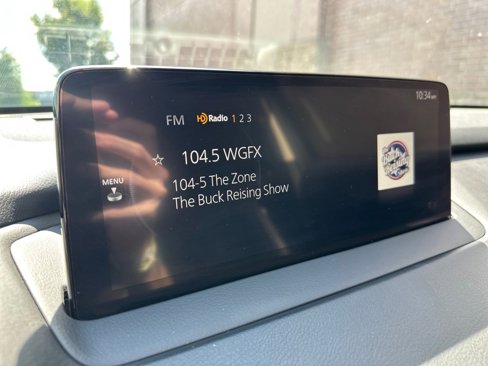 FM HD Radio 1 2 3
10:34 AM
104.5 WGFX
MENU
104-5 The Zone
The Buck Reising Show